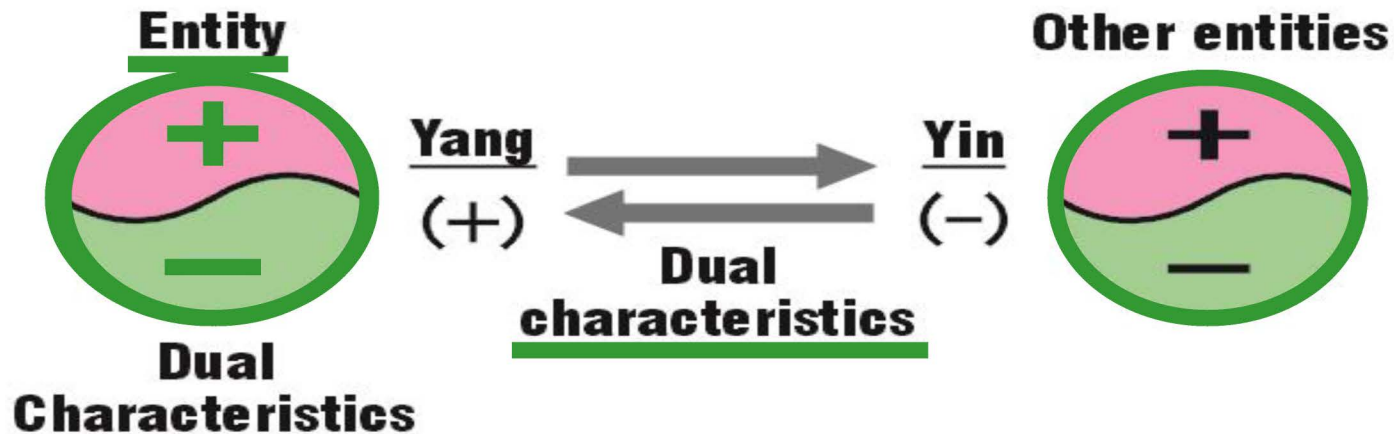 Entity
Other entities
+
+
Yang
Yin
(+)
(−)
−
−
Dual
characteristics
Dual
Characteristics